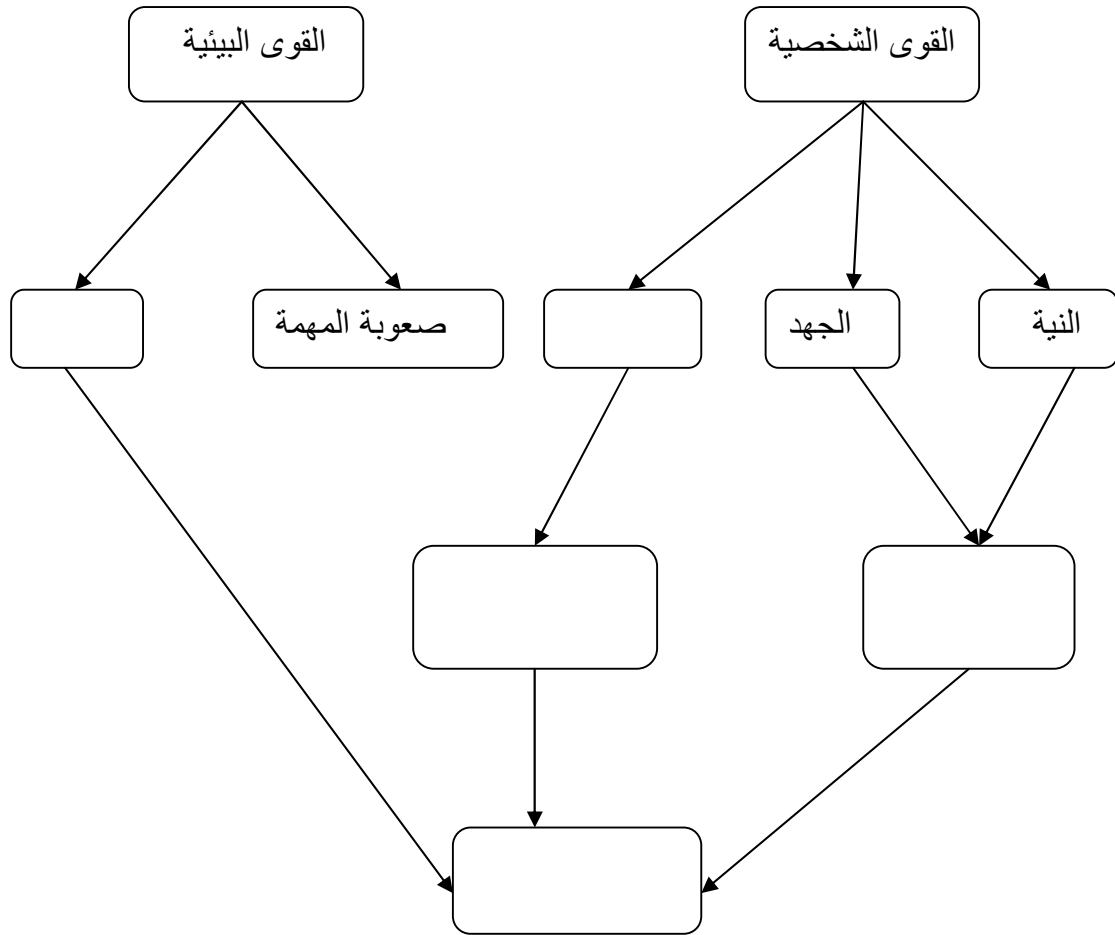 القوى الشخصية
القوى البيئية
النية
الجهد
صعوبة المهمة